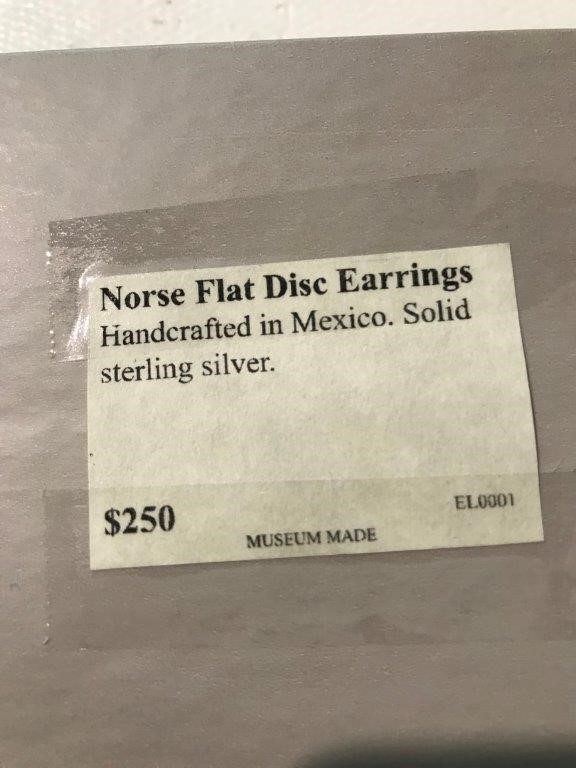 Norse Flat Disc Earrings
Handcrafted in Mexico. Solid
sterling silver.
$250
EL0001
MUSEUM MADE